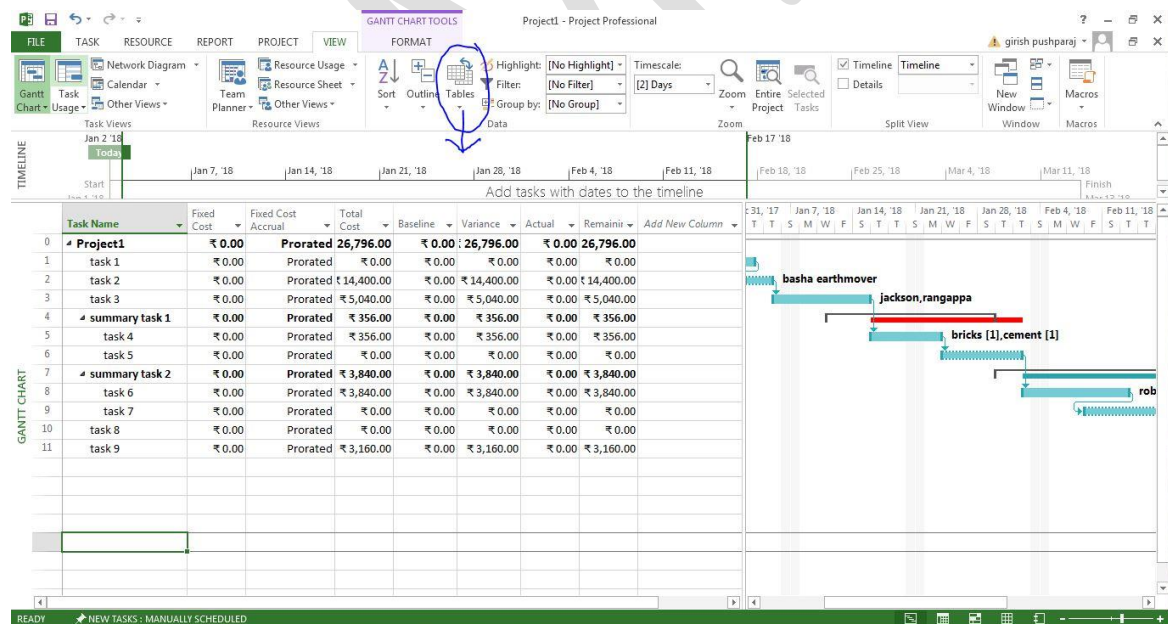 GANTT CHART TOOLS Project1 - Project Professional ?
FILE TASK RESOURCE REPORT PROJECT VIEW FORMAT girish pushparaj
Network Diagram Resource Usage Highlight: [No Highlight] Timescale: Timeline Timeline
Calendar Resource Sheet Filter: [No Filter] [2] Days Details
Other Views Other Views Group by: [No Group]
Gantt Chart Task Usage Team Planner Sort Outline Tables Zoom Entire Project Selected Tasks New Window Macros
Task Views Resource Views Data Zoom Split View Window Macros
TIMELINE
Jan 2 '18 Feb 17 '18
Today
Jan 7, '18 Jan 14, '18 Jan 21, '18 Jan 28, '18 Feb 4, '18 Feb 11, '18 Feb 18, '18 Feb 25, '18 Mar 4, '18 Mar 11, '18
Start Add tasks with dates to the timeline Finish
GANTT CHART
Task Name Fixed Cost Fixed Cost Accrual Total Cost Baseline Variance Actual Remainir Add New Column
31, '17 Jan 7, '18 Jan 14, '18 Jan 21, '18 Jan 28, '18 Feb 4, '18 Feb 11, '18
T T S M W F S T T S M W F S T T S M W F S T T
0 Project1 ₹ 0.00 Prorated 26,796.00 ₹ 0.00 26,796.00 ₹ 0.00 26,796.00
1 task 1 ₹ 0.00 Prorated ₹ 0.00 ₹ 0.00 ₹ 0.00 ₹ 0.00 ₹ 0.00
2 task 2 ₹ 0.00 Prorated ₹ 14,400.00 ₹ 0.00 ₹ 14,400.00 ₹ 0.00 ₹ 14,400.00 basha earthmover
3 task 3 ₹ 0.00 Prorated ₹ 5,040.00 ₹ 0.00 ₹ 5,040.00 ₹ 0.00 ₹ 5,040.00 jackson,rangappa
4 summary task 1 ₹ 0.00 Prorated ₹ 356.00 ₹ 0.00 ₹ 356.00 ₹ 0.00 ₹ 356.00
5 task 4 ₹ 0.00 Prorated ₹ 356.00 ₹ 0.00 ₹ 356.00 ₹ 0.00 ₹ 356.00 bricks [1],cement [1]
6 task 5 ₹ 0.00 Prorated ₹ 0.00 ₹ 0.00 ₹ 0.00 ₹ 0.00 ₹ 0.00
7 summary task 2 ₹ 0.00 Prorated ₹ 3,840.00 ₹ 0.00 ₹ 3,840.00 ₹ 0.00 ₹ 3,840.00
8 task 6 ₹ 0.00 Prorated ₹ 3,840.00 ₹ 0.00 ₹ 3,840.00 ₹ 0.00 ₹ 3,840.00 rob
9 task 7 ₹ 0.00 Prorated ₹ 0.00 ₹ 0.00 ₹ 0.00 ₹ 0.00 ₹ 0.00
10 task 8 ₹ 0.00 Prorated ₹ 0.00 ₹ 0.00 ₹ 0.00 ₹ 0.00 ₹ 0.00
11 task 9 ₹ 0.00 Prorated ₹ 3,160.00 ₹ 0.00 ₹ 3,160.00 ₹ 0.00 ₹ 3,160.00
READY NEW TASKS : MANUALLY SCHEDULED